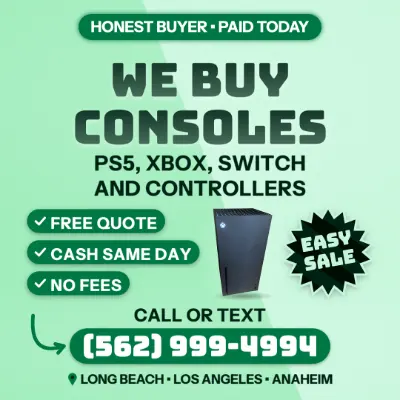 HONEST BUYER • PAID TODAY
WE BUY
CONSOLES
PS5, XBOX, SWITCH
AND CONTROLLERS
FREE QUOTE
CASH SAME DAY
NO FEES
EASY
SALE
CALL OR TEXT
(562) 999-4994
LONG BEACH • LOS ANGELES • ANAHEIM